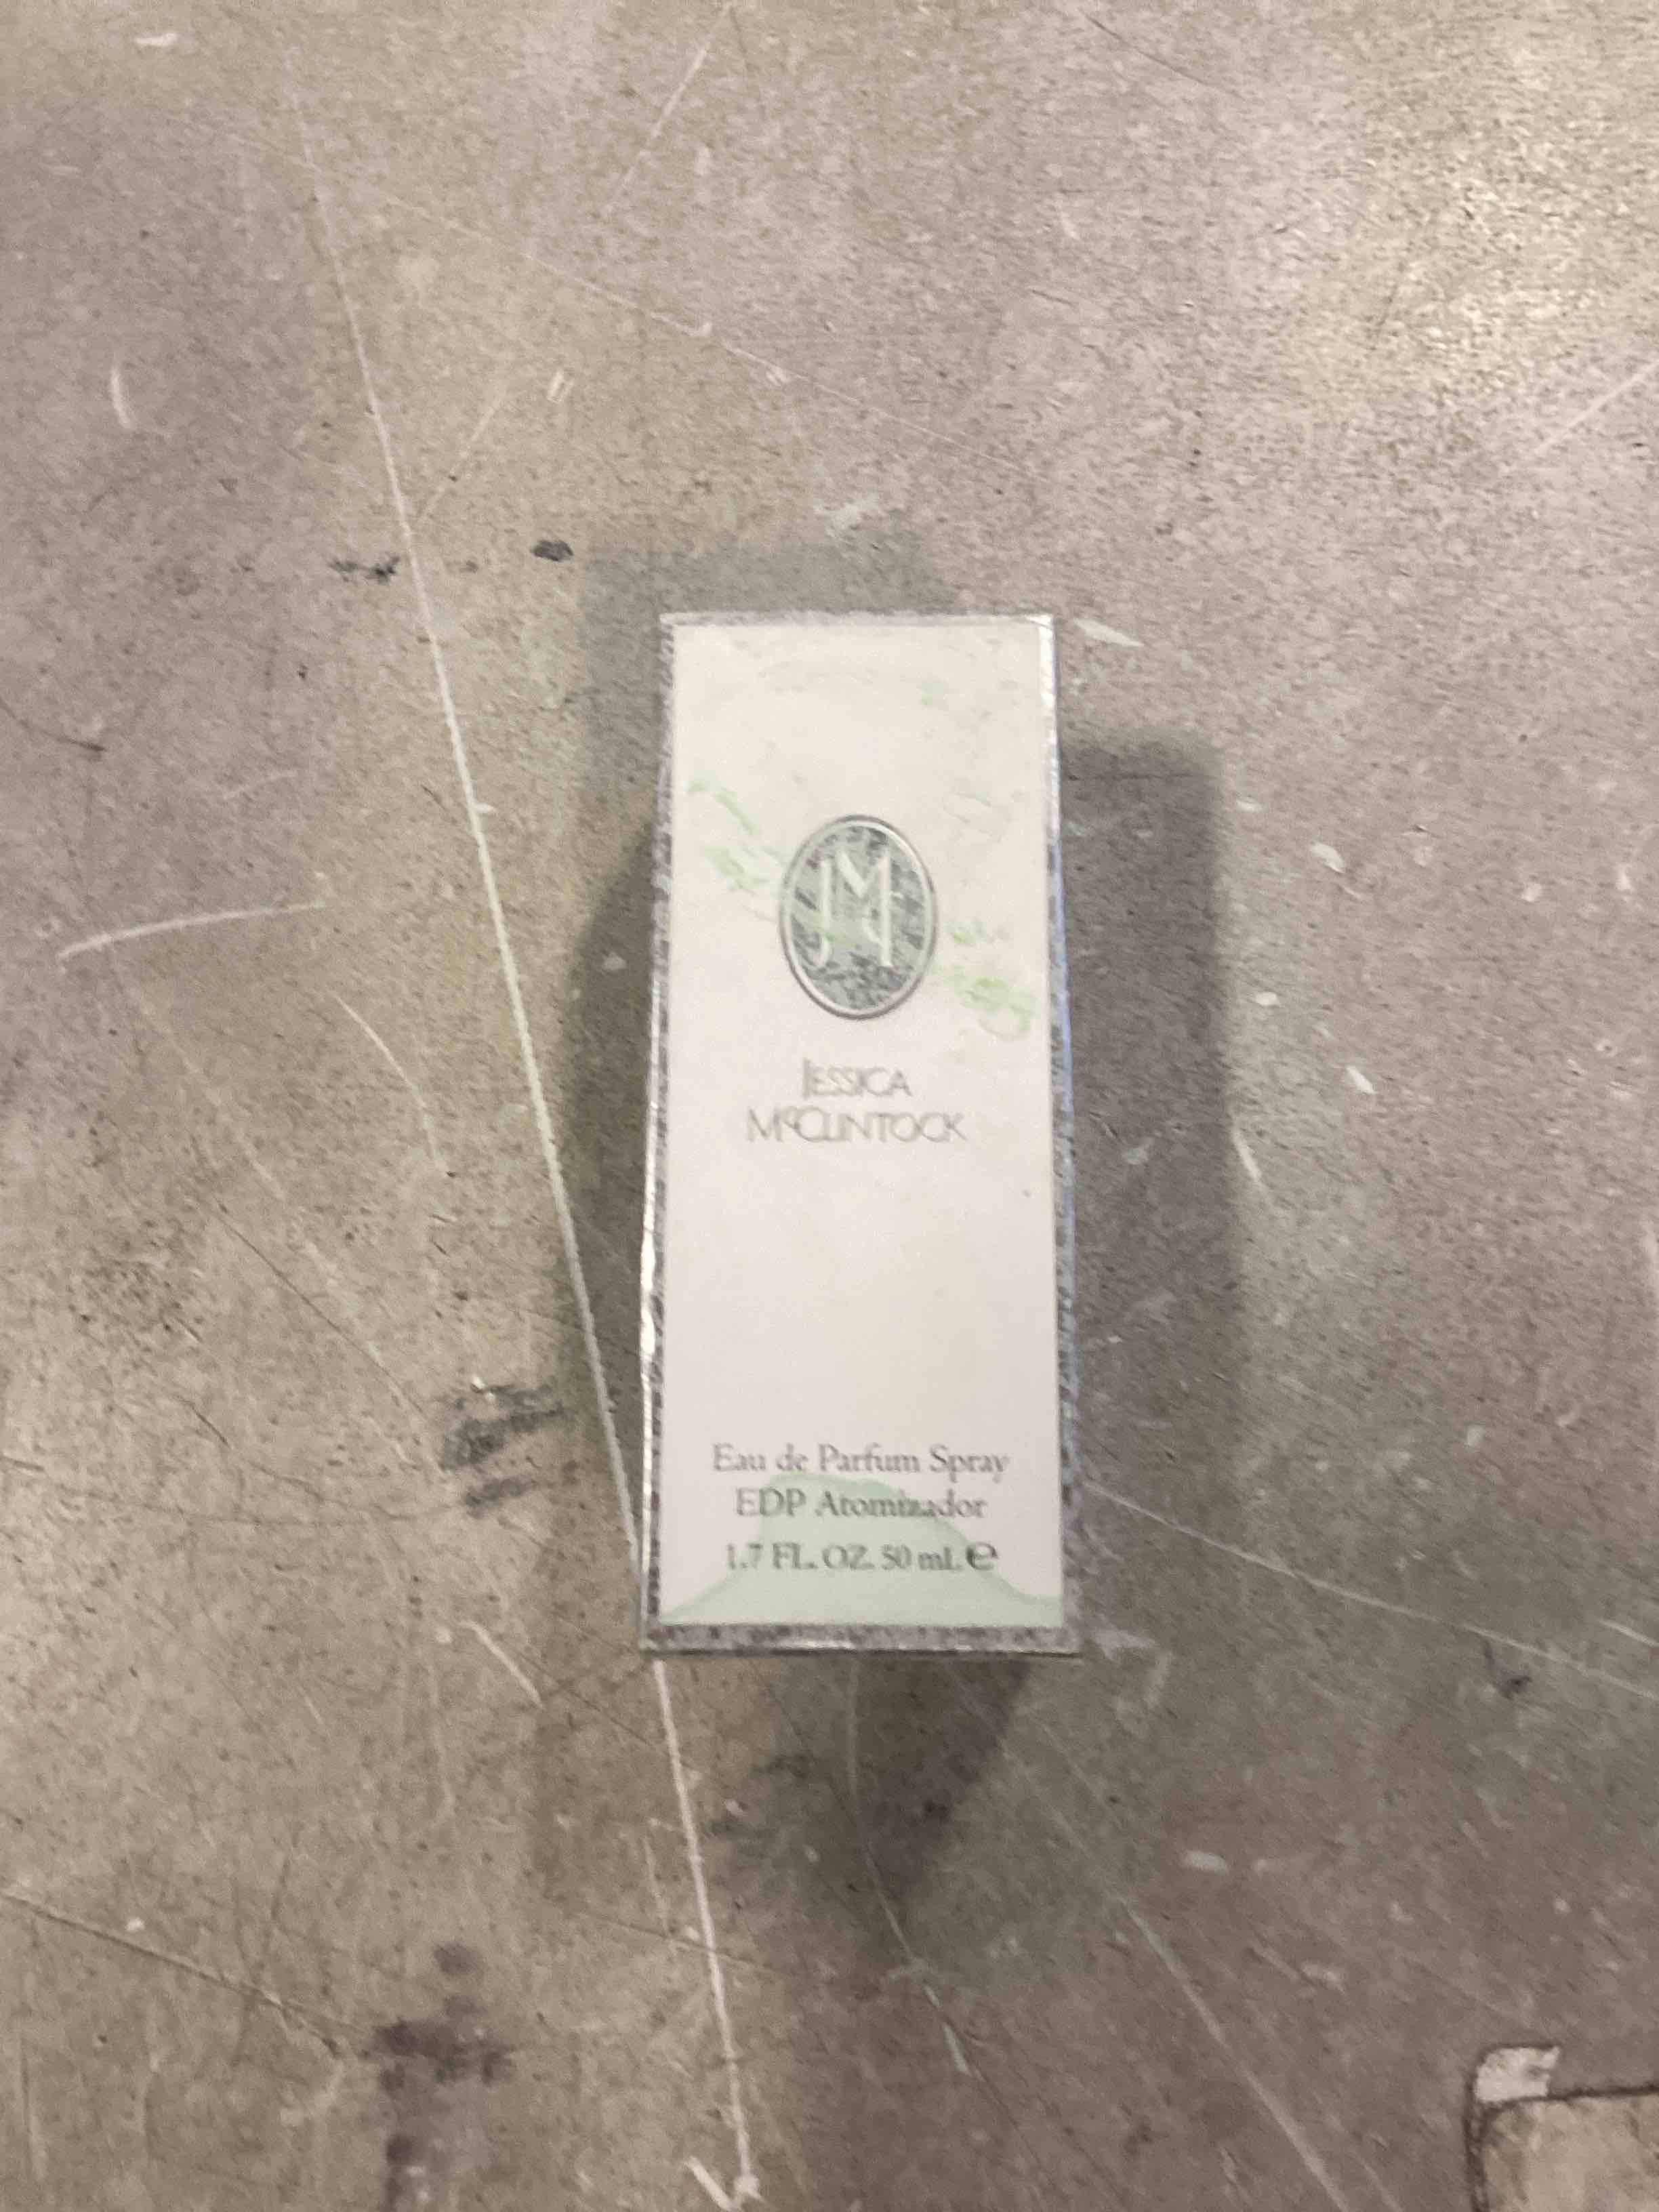 JM
JESSICA
McCLINTOCK
Eau de Parfum Spray
EDP Atomizador
1.7 FL. OZ. 50 mL ℮